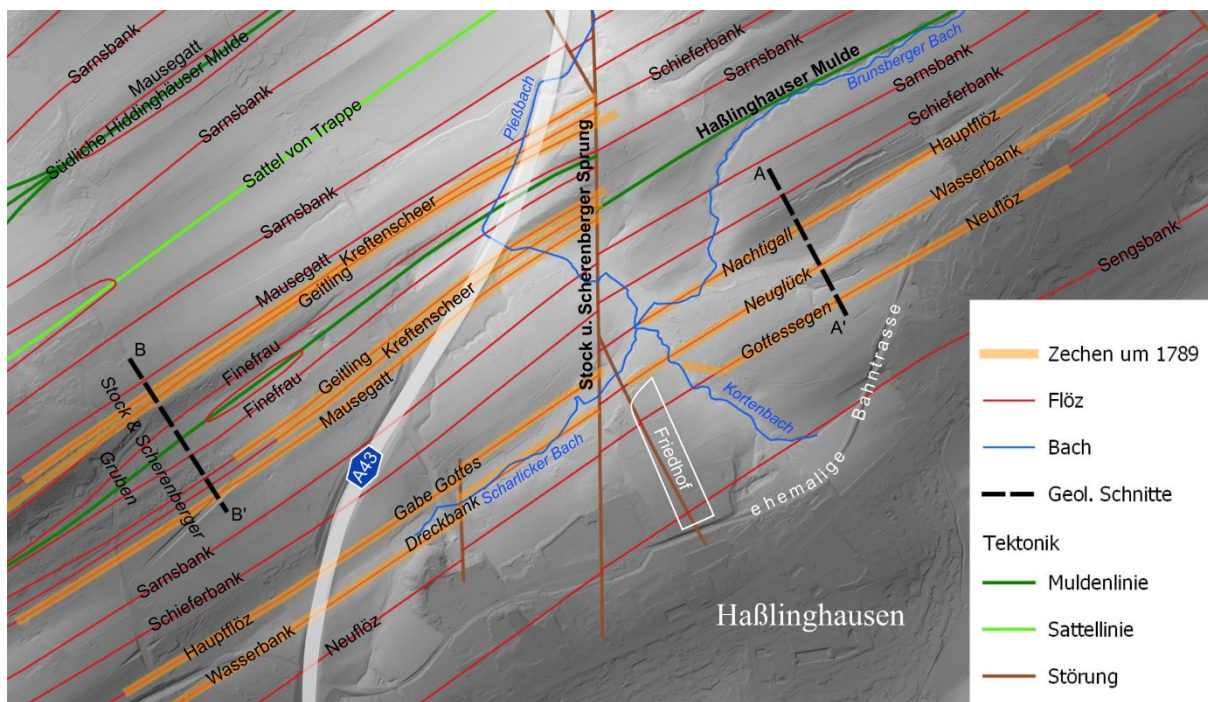 Sarnsbank
Mausegatt
Südliche Hiddinghäuser Mulde
Sarnsbank
Sattel von Trappe
Sarnsbank
Pleßbach
Schieferbank
Sarnsbank
Haßlinghauser Mulde
Brunsberger Bach
Sarnsbank
Schieferbank
Hauptflöz
Wasserbank
Neuflöz
Sengsbank
A
Nachtigall
Neuglück
Gottessegen
A'
Kreftenscheer
Mausegatt
Geitling
Stock u. Scherenberger Sprung
Finefrau
Finefrau
Kreftenscheer
Geitling
Mausegatt
B
Stock & Scherenberger
Gruben
B'
A43
Kortenbach
Friedhof
ehemalige Bahntrasse
Gabe Gottes
Scharlicker Bach
Dreckbank
Sarnsbank
Schieferbank
Hauptflöz
Wasserbank
Neuflöz
Haßlinghausen
Zechen um 1789
Flöz
Bach
Geol. Schnitte
Tektonik
Muldenlinie
Sattellinie
Störung